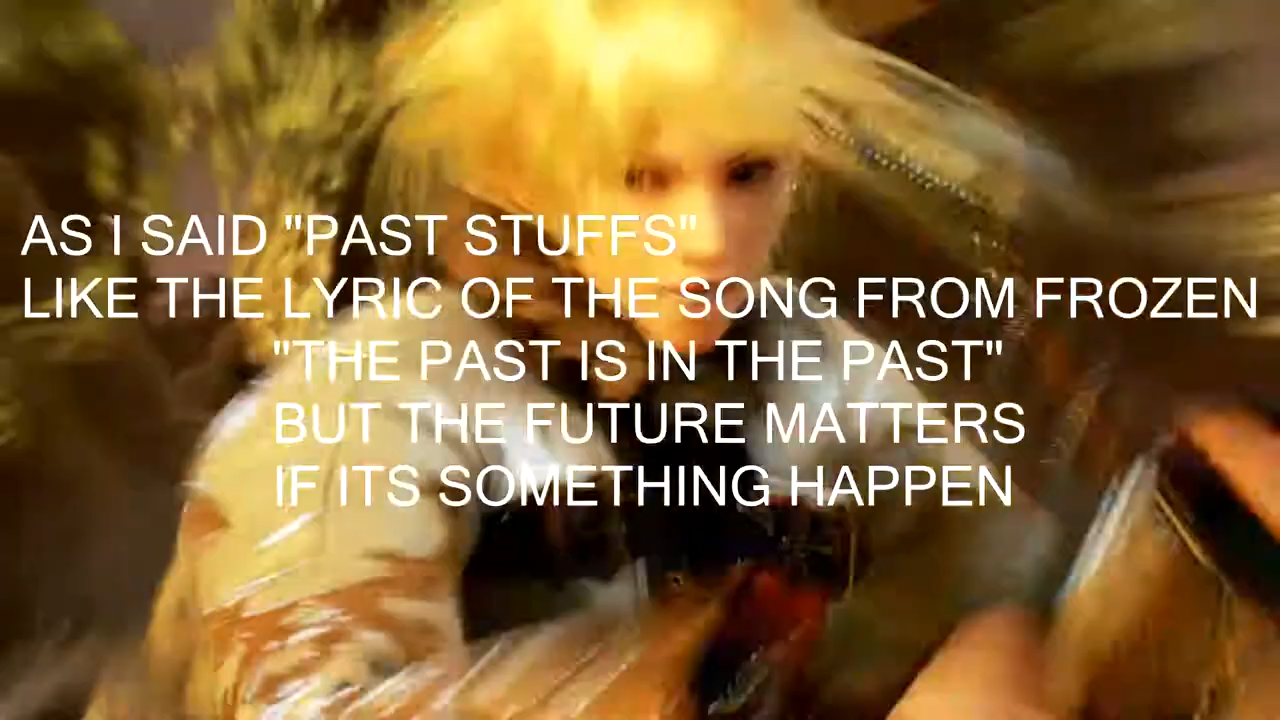 AS I SAID "PAST STUFFS"
LIKE THE LYRIC OF THE SONG FROM FROZEN
"THE PAST IS IN THE PAST"
BUT THE FUTURE MATTERS
IF ITS SOMETHING HAPPEN